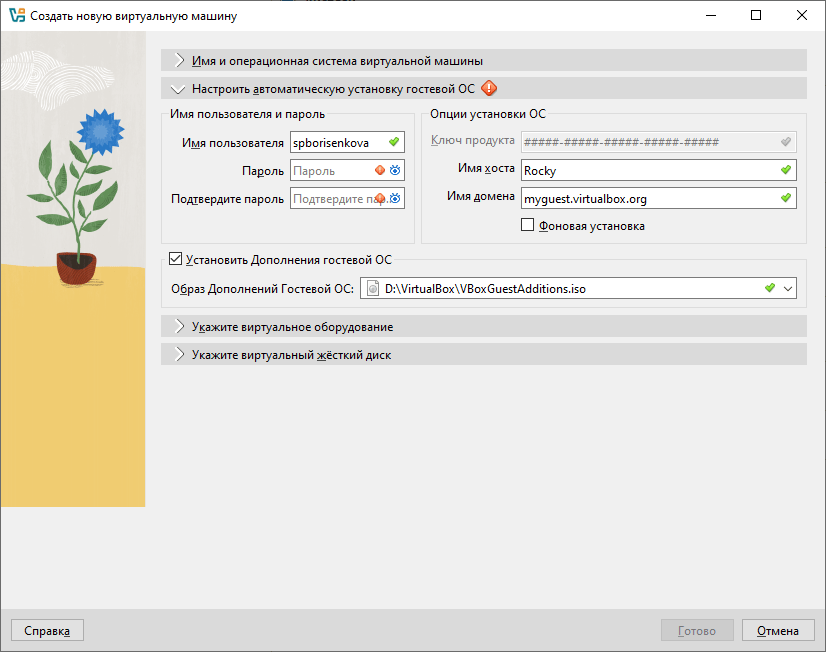 Создать новую виртуальную машину
Имя и операционная система виртуальной машины
Настроить автоматическую установку гостевой ОС
Имя пользователя и пароль
Имя пользователя spborisenkova
Пароль Пароль
Подтвердите пароль Подтвердите
Опции установки ОС
Ключ продукта #####-#####-#####-#####-#####
Имя хоста Rocky
Имя домена myguest.virtualbox.org
Фоновая установка
Установить Дополнения гостевой ОС
Образ Дополнений Гостевой ОС: D:\VirtualBox\VBoxGuestAdditions.iso
Укажите виртуальное оборудование
Укажите виртуальный жёсткий диск
Справка Готово Отмена